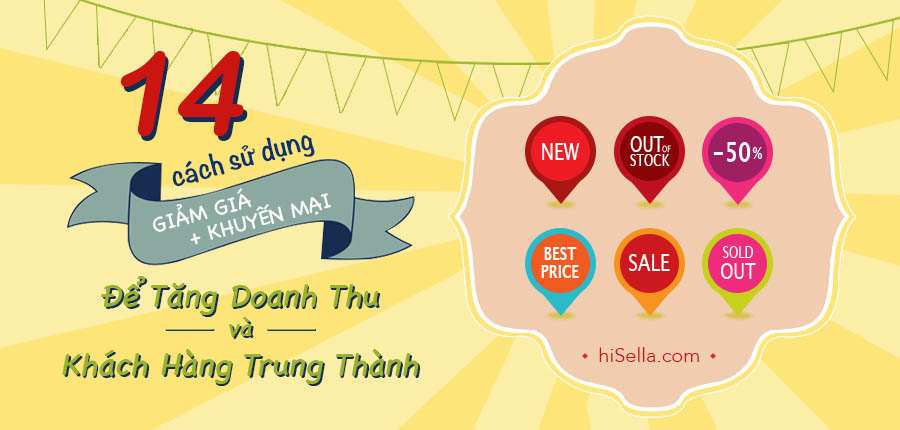 14
cách sử dụng
GIẢM GIÁ
+ KHUYẾN MẠI
Để Tăng Doanh Thu
và
Khách Hàng Trung Thành
NEW
OUT OF
STOCK
-50%
BEST
PRICE
SALE
SOLD
OUT
• hiSella.com •